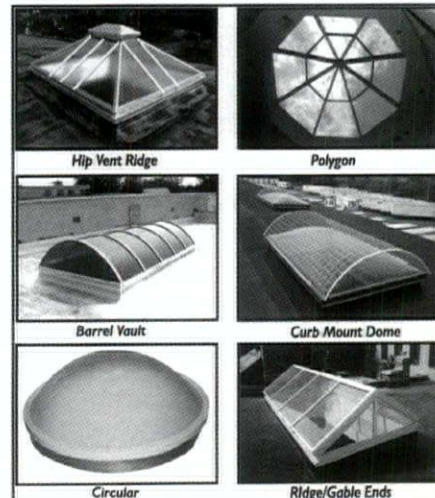 Hip Vent Ridge
Polygon
Barrel Vault
Curb Mount Dome
Circular
Ridge/Gable Ends